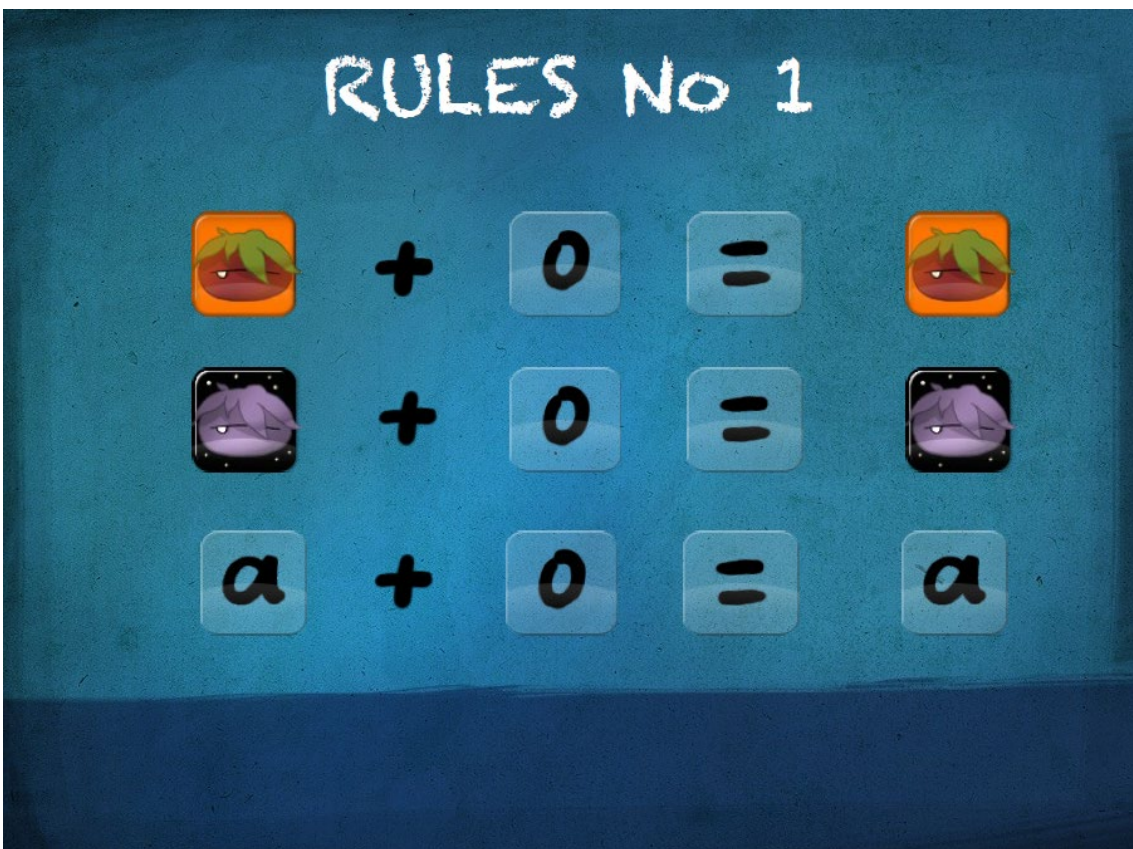 RULES No 1
+ 0 =
+ 0 =
a + 0 = a